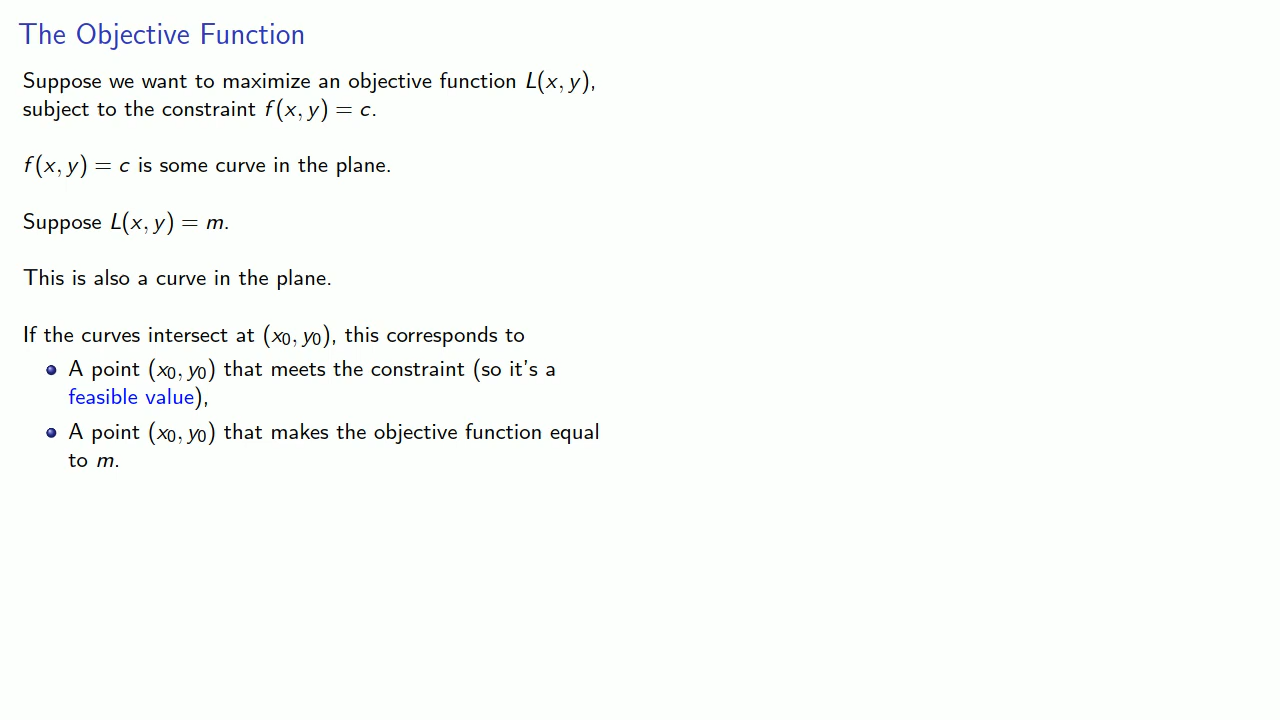 The Objective Function
Suppose we want to maximize an objective function L(x, y),
subject to the constraint f(x, y) = c.
f(x, y) = c is some curve in the plane.
Suppose L(x, y) = m.
This is also a curve in the plane.
If the curves intersect at (x₀, y₀), this corresponds to
A point (x₀, y₀) that meets the constraint (so it's a
feasible value),
A point (x₀, y₀) that makes the objective function equal
to m.